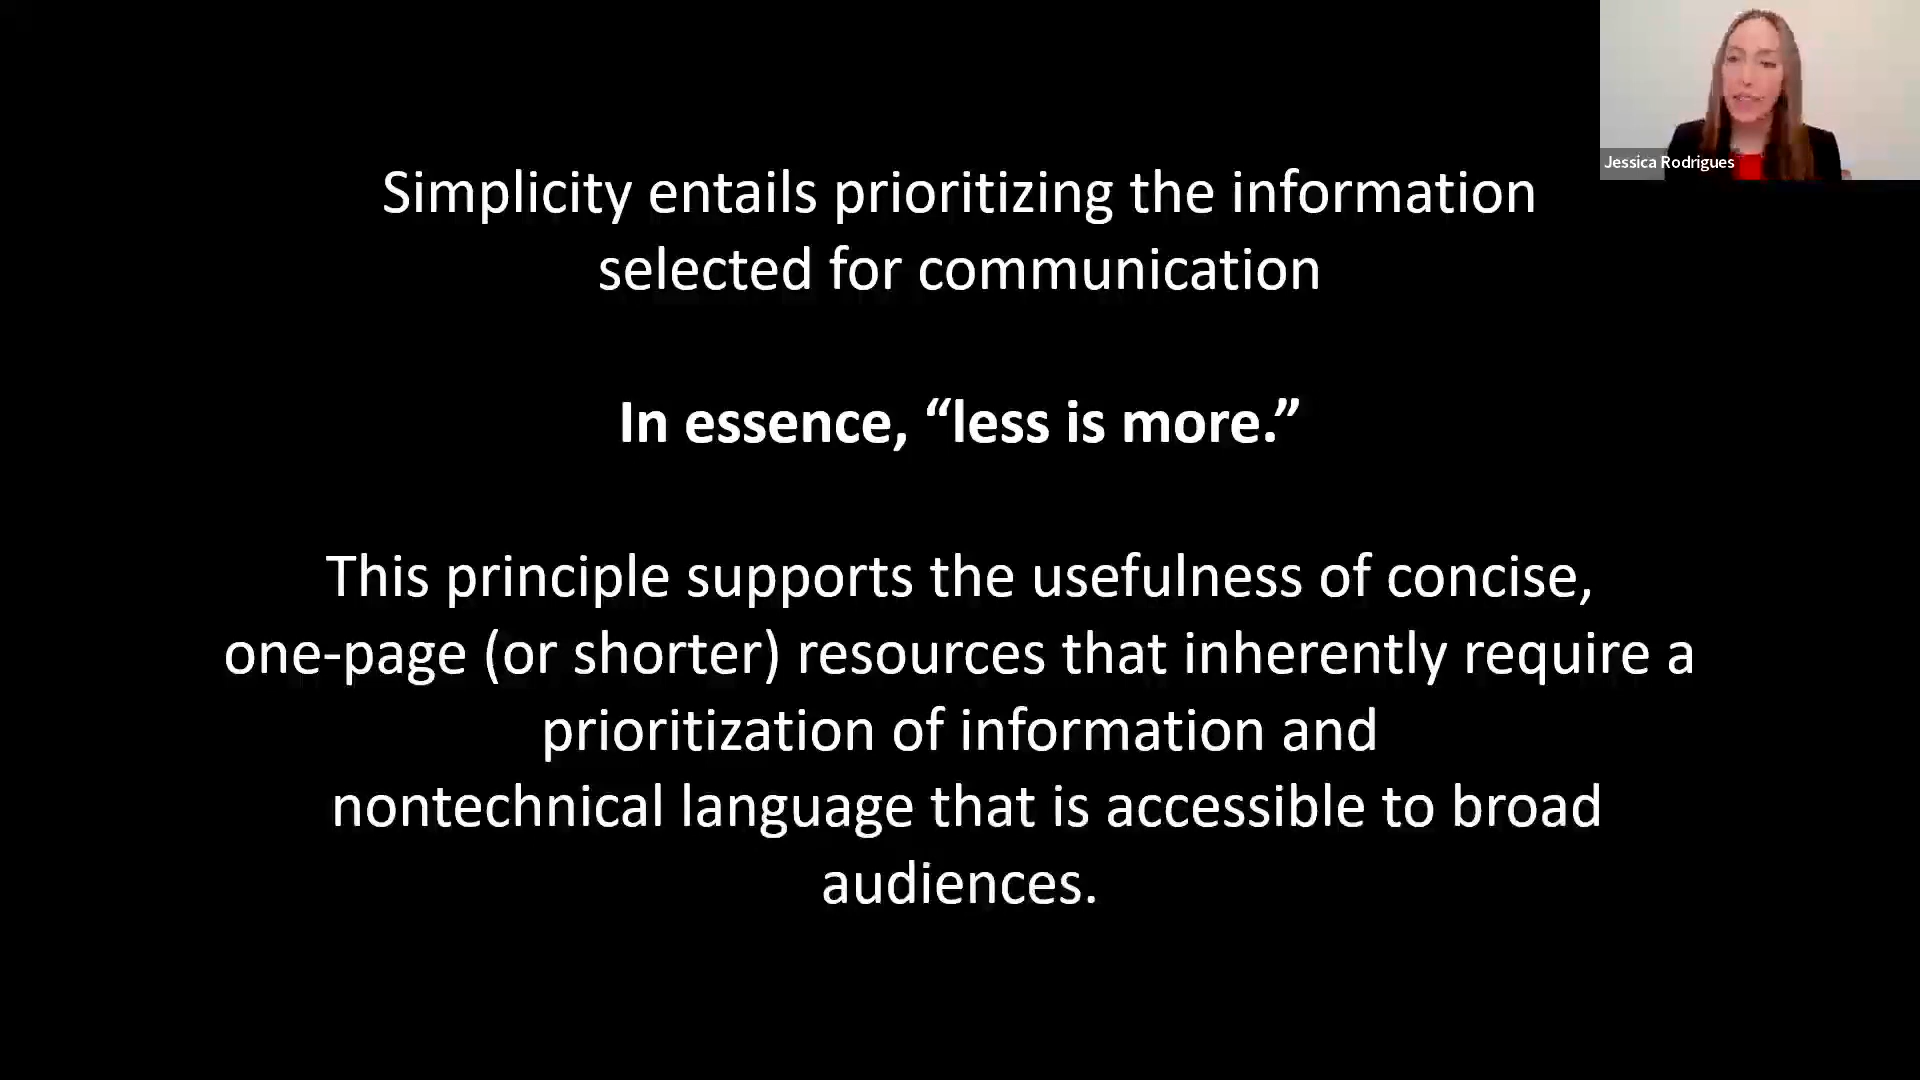 Jessica Rodrigues
Simplicity entails prioritizing the information
selected for communication
In essence, “less is more.”
This principle supports the usefulness of concise,
one-page (or shorter) resources that inherently require a
prioritization of information and
nontechnical language that is accessible to broad
audiences.